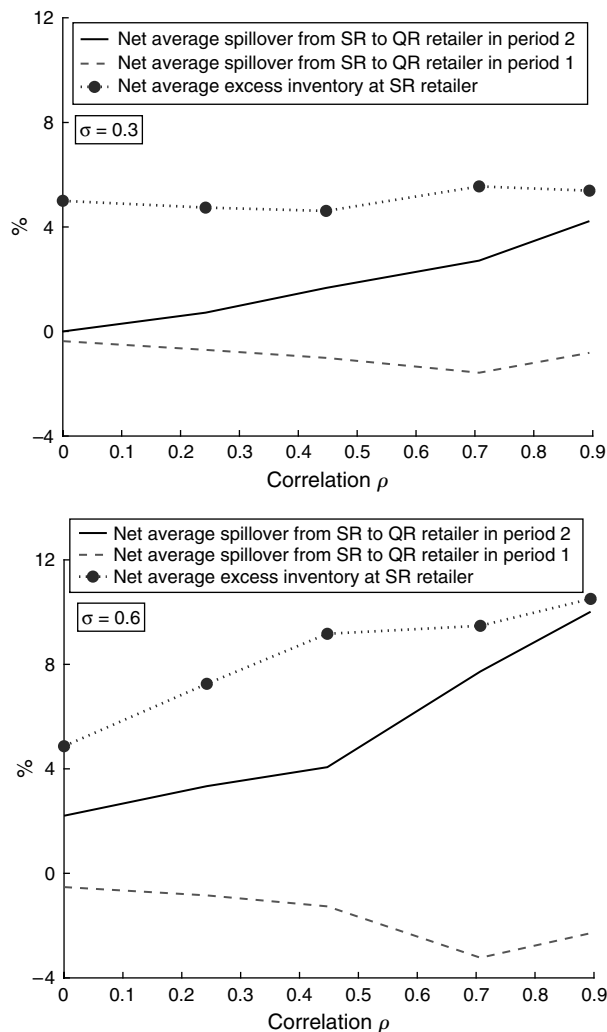 12
8
4
0
−4
%
Net average spillover from SR to QR retailer in period 2
Net average spillover from SR to QR retailer in period 1
Net average excess inventory at SR retailer
σ = 0.3
0 0.1 0.2 0.3 0.4 0.5 0.6 0.7 0.8 0.9
Correlation ρ
12
8
4
0
−4
%
Net average spillover from SR to QR retailer in period 2
Net average spillover from SR to QR retailer in period 1
Net average excess inventory at SR retailer
σ = 0.6
0 0.1 0.2 0.3 0.4 0.5 0.6 0.7 0.8 0.9
Correlation ρ